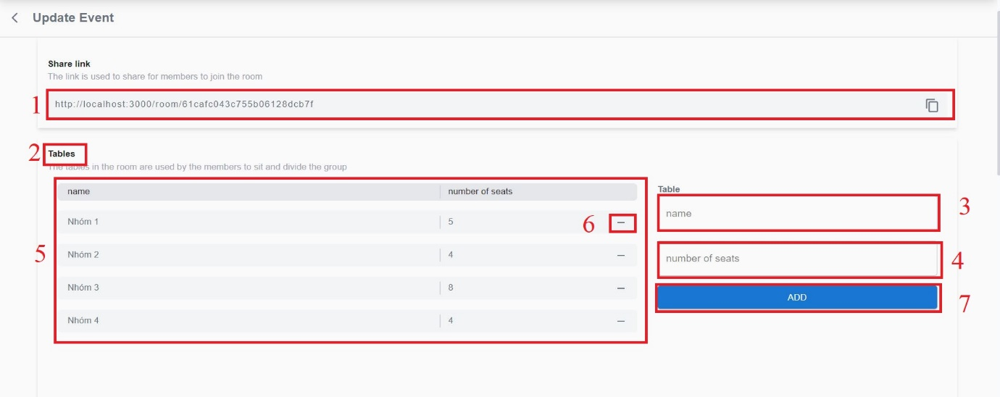 Update Event
Share link
The link is used to share for members to join the room
1
http://localhost:3000/room/61cafc043c755b06128dcb7f
2
Tables
The tables in the room are used by the members to sit and divide the group
name number of seats
Nhóm 1 5
6
Nhóm 2 4
5
Nhóm 3 8
Nhóm 4 4
Table
name
3
number of seats
4
ADD
7